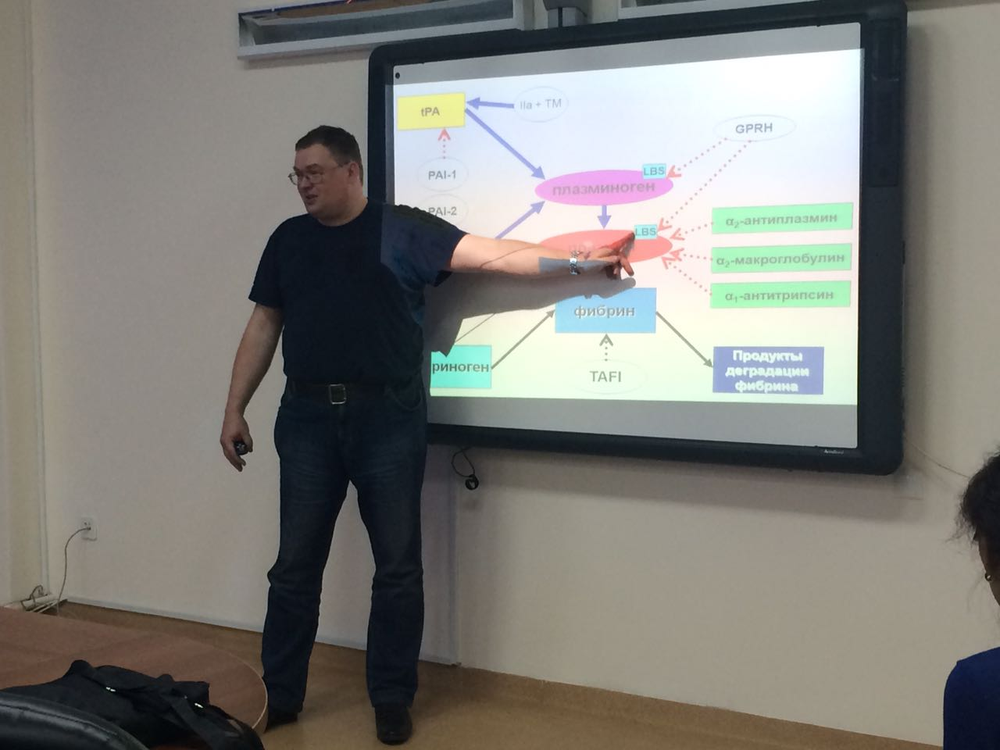 tPA
IIa + TM
GPRH
PAI-1
LBS
плазминоген
PAI-2
LBS
α₂-антиплазмин
α₂-макроглобулин
α₁-антитрипсин
фибрин
риноген
TAFI
Продукты
деградации
фибрина